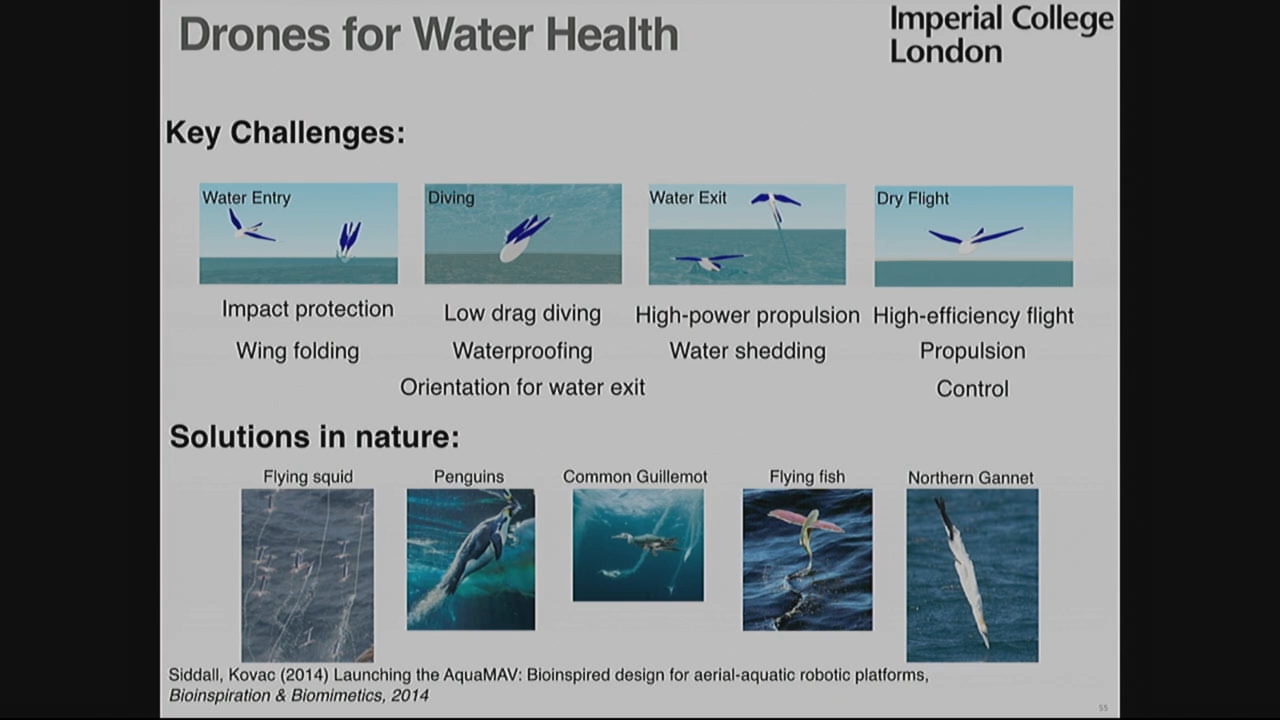 Drones for Water Health
Imperial College
London
Key Challenges:
Water Entry
Diving
Water Exit
Dry Flight
Impact protection
Low drag diving
High-power propulsion
High-efficiency flight
Wing folding
Waterproofing
Water shedding
Propulsion
Orientation for water exit
Control
Solutions in nature:
Flying squid
Penguins
Common Guillemot
Flying fish
Northern Gannet
Siddall, Kovac (2014) Launching the AquaMAV: Bioinspired design for aerial-aquatic robotic platforms,
Bioinspiration & Biomimetics, 2014
55